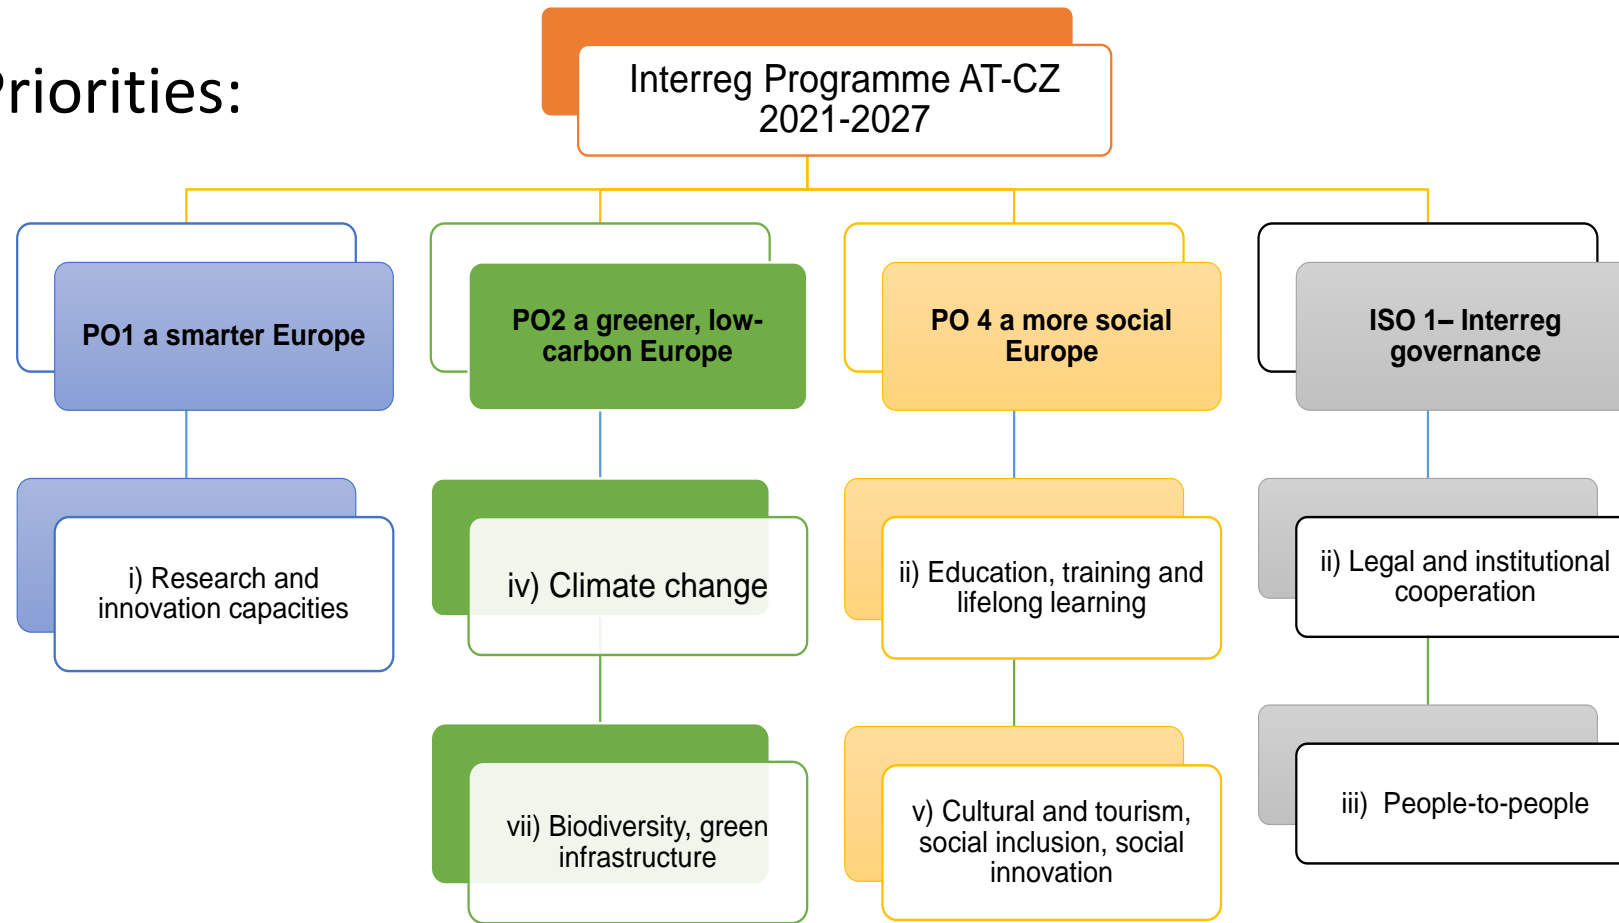 Priorities:
Interreg Programme AT-CZ
2021-2027
PO1 a smarter Europe
PO2 a greener, low-
carbon Europe
PO 4 a more social
Europe
ISO 1– Interreg
governance
i) Research and
innovation capacities
iv) Climate change
ii) Education, training and
lifelong learning
ii) Legal and institutional
cooperation
vii) Biodiversity, green
infrastructure
v) Cultural and tourism,
social inclusion, social
innovation
iii) People-to-people